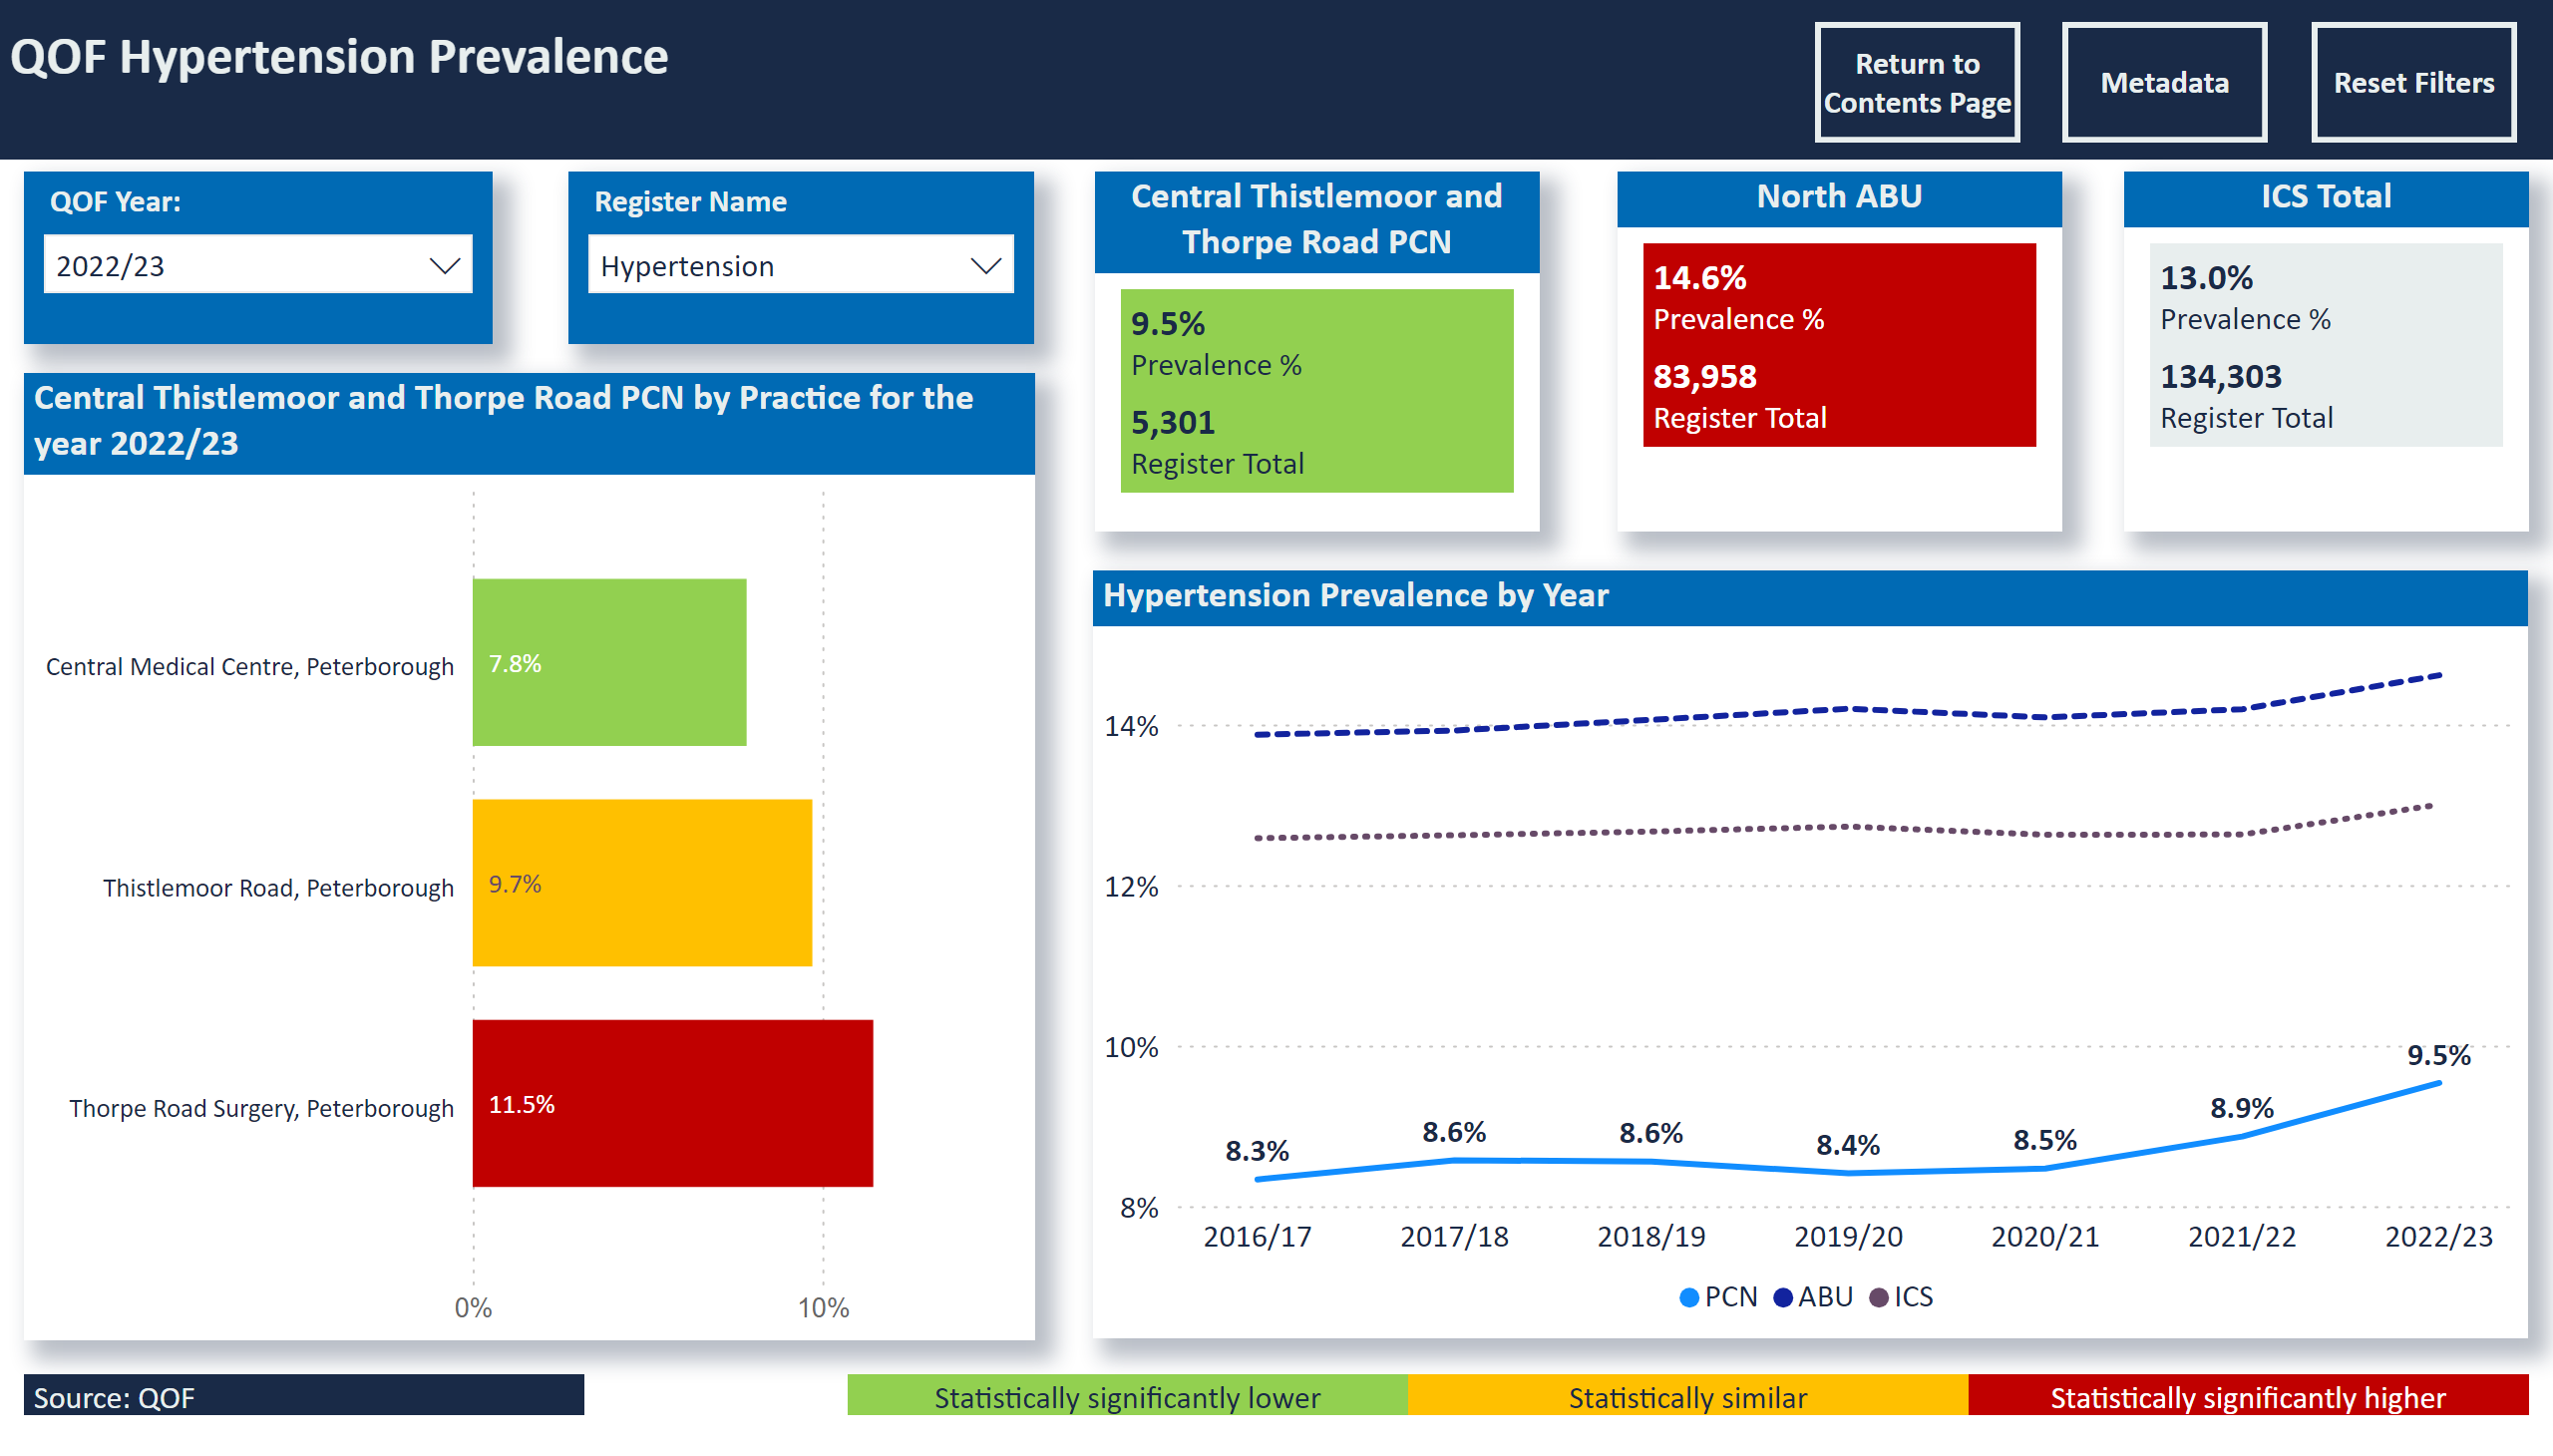 QOF Hypertension Prevalence
Return to
Contents Page
Metadata
Reset Filters
QOF Year:
2022/23
Register Name
Hypertension
Central Thistlemoor and
Thorpe Road PCN
9.5%
Prevalence %
5,301
Register Total
North ABU
14.6%
Prevalence %
83,958
Register Total
ICS Total
13.0%
Prevalence %
134,303
Register Total
Central Thistlemoor and Thorpe Road PCN by Practice for the
year 2022/23
Central Medical Centre, Peterborough
7.8%
Thistlemoor Road, Peterborough
9.7%
Thorpe Road Surgery, Peterborough
11.5%
0%
10%
Hypertension Prevalence by Year
14%
12%
10%
8%
8.3%
8.6%
8.6%
8.4%
8.5%
8.9%
9.5%
2016/17
2017/18
2018/19
2019/20
2020/21
2021/22
2022/23
PCN
ABU
ICS
Source: QOF
Statistically significantly lower
Statistically similar
Statistically significantly higher